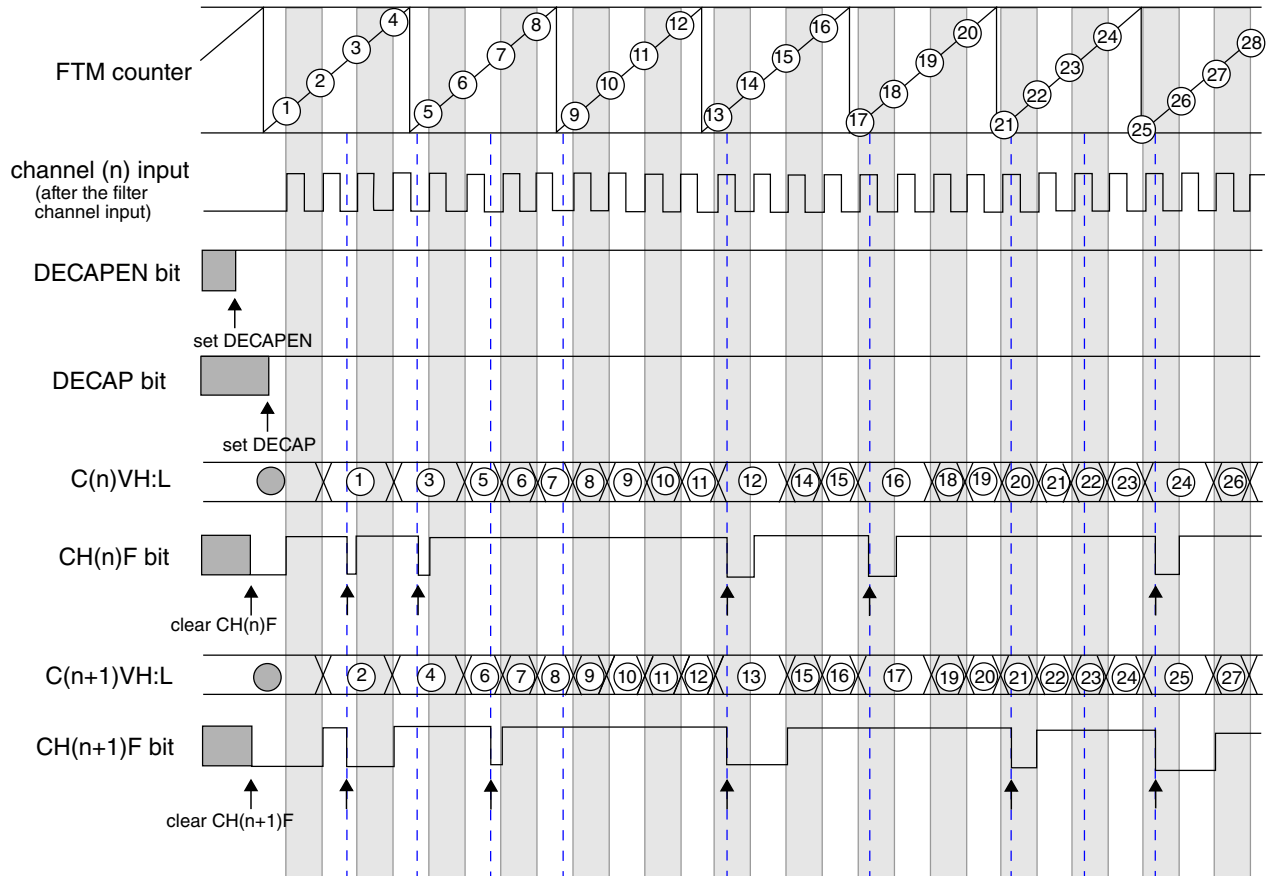 4 8 12 16 20 24 28
3 7 11 15 19 23 27
FTM counter
2 6 10 14 18 22 26
1 5 9 13 17 21 25
channel (n) input
(after the filter
channel input)
DECAPEN bit
set DECAPEN
DECAP bit
set DECAP
C(n)VH:L 1 3 5 6 7 8 9 10 11 12 14 15 16 18 19 20 21 22 23 24 26
CH(n)F bit
clear CH(n)F
C(n+1)VH:L 2 4 6 7 8 9 10 11 12 13 15 16 17 19 20 21 22 23 24 25 27
CH(n+1)F bit
clear CH(n+1)F